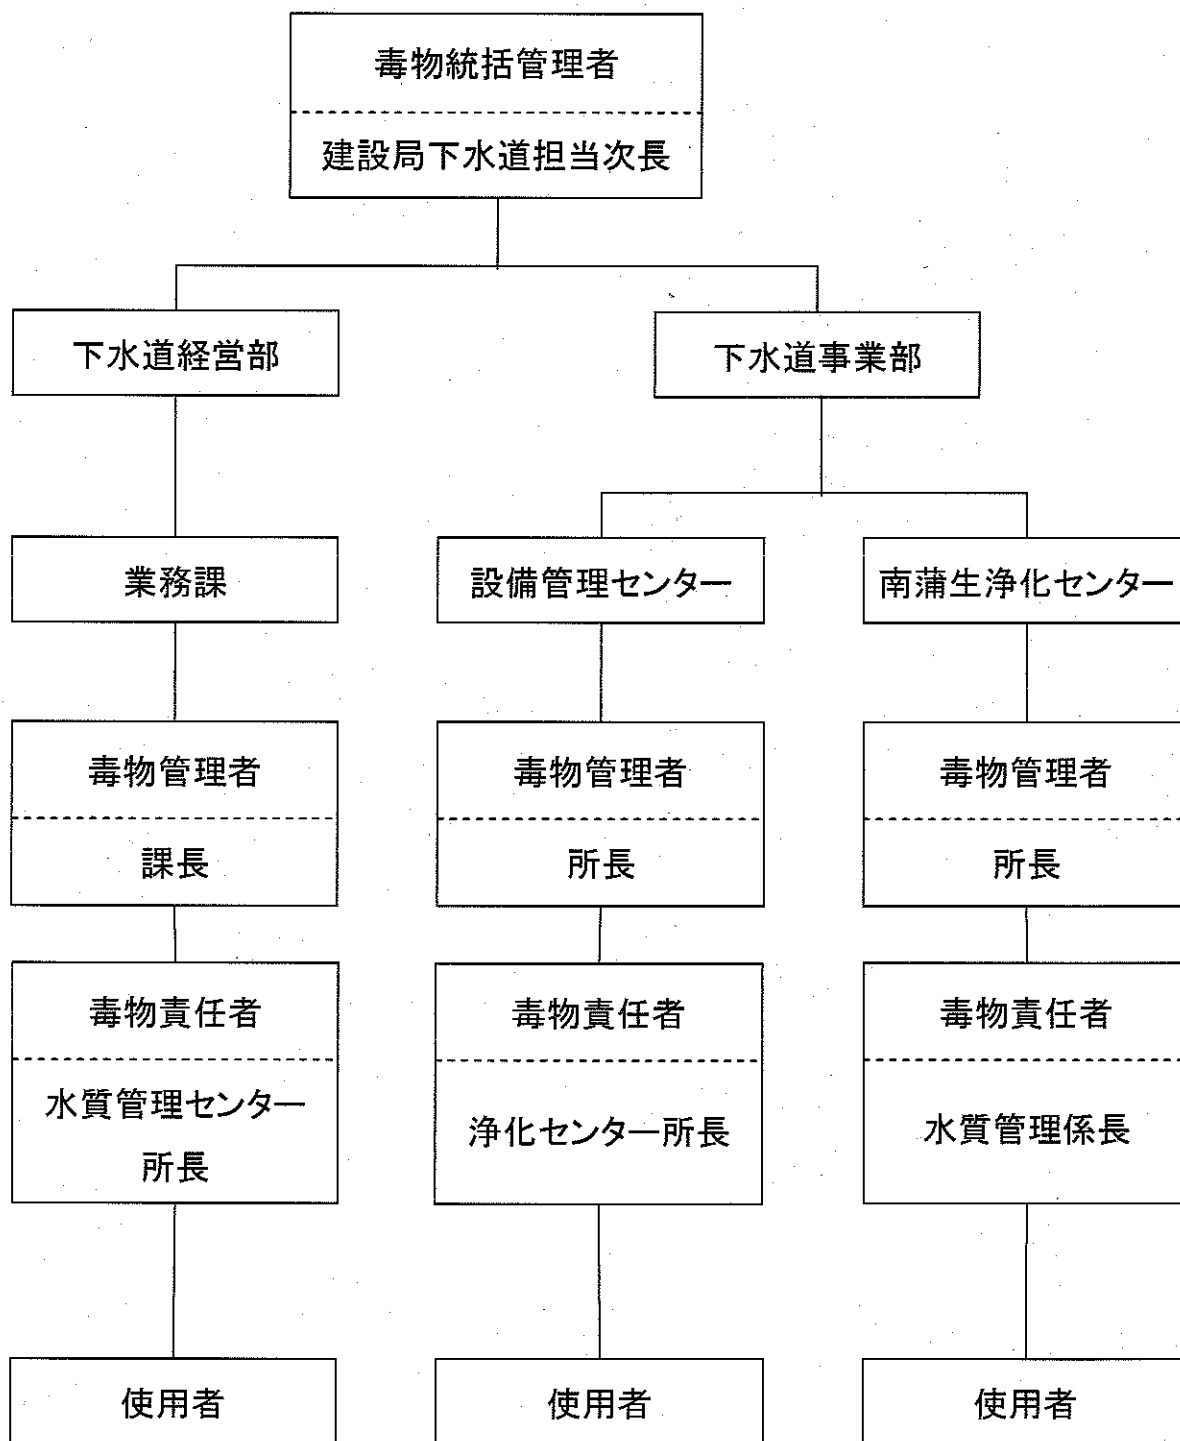 毒物統括管理者
建設局下水道担当次長
下水道経営部
下水道事業部
業務課
設備管理センター
南蒲生浄化センター
毒物管理者
課長
毒物管理者
所長
毒物管理者
所長
毒物責任者
水質管理センター
所長
毒物責任者
浄化センター所長
毒物責任者
水質管理係長
使用者
使用者
使用者